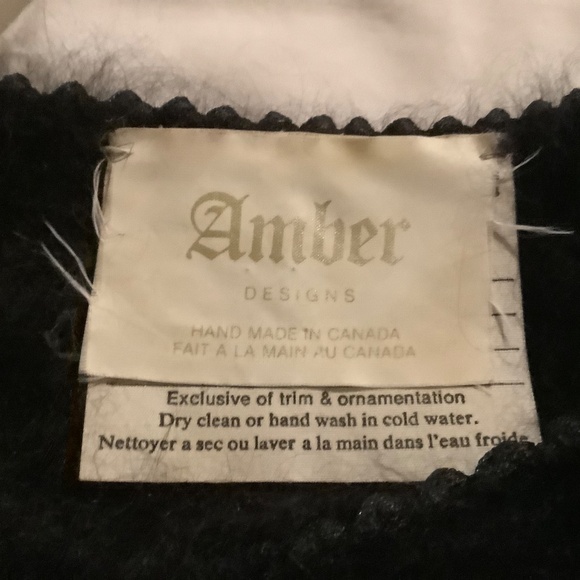 Amber
DESIGNS
HAND MADE IN CANADA
FAIT A LA MAIN AU CANADA
Exclusive of trim & ornamentation
Dry clean or hand wash in cold water.
Nettoyer a sec ou laver a la main dans l'eau froide